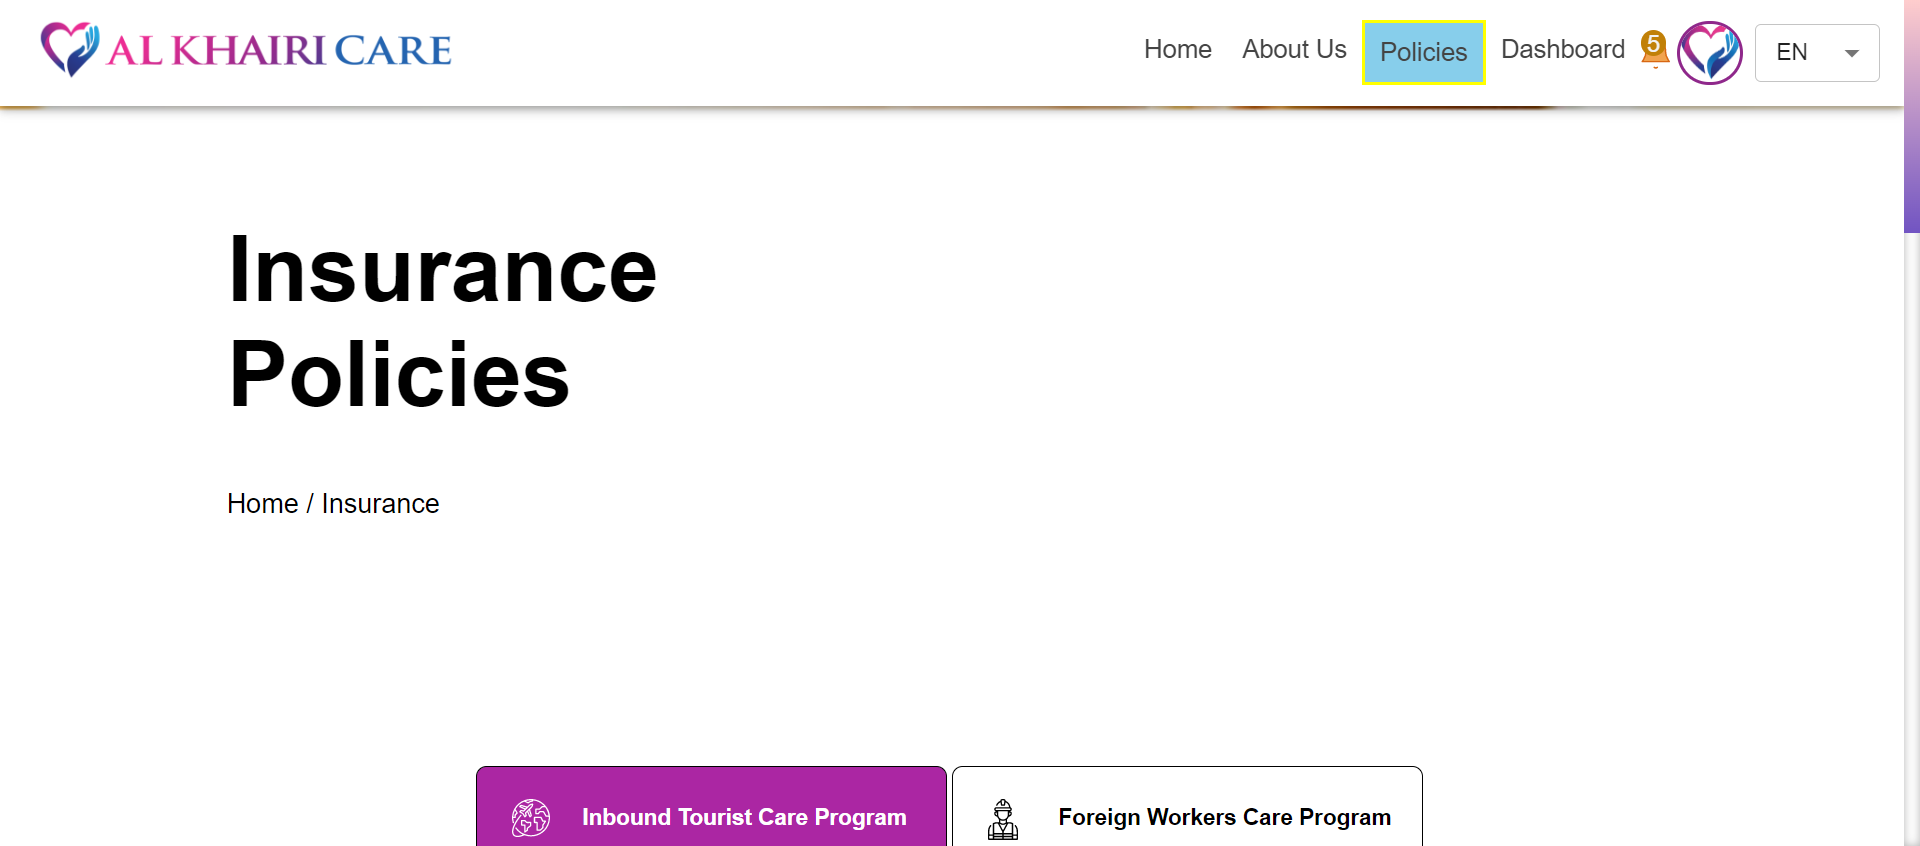 AL KHAIRI CARE
Home
About Us
Policies
Dashboard
5
EN
Insurance
Policies
Home / Insurance
Inbound Tourist Care Program
Foreign Workers Care Program